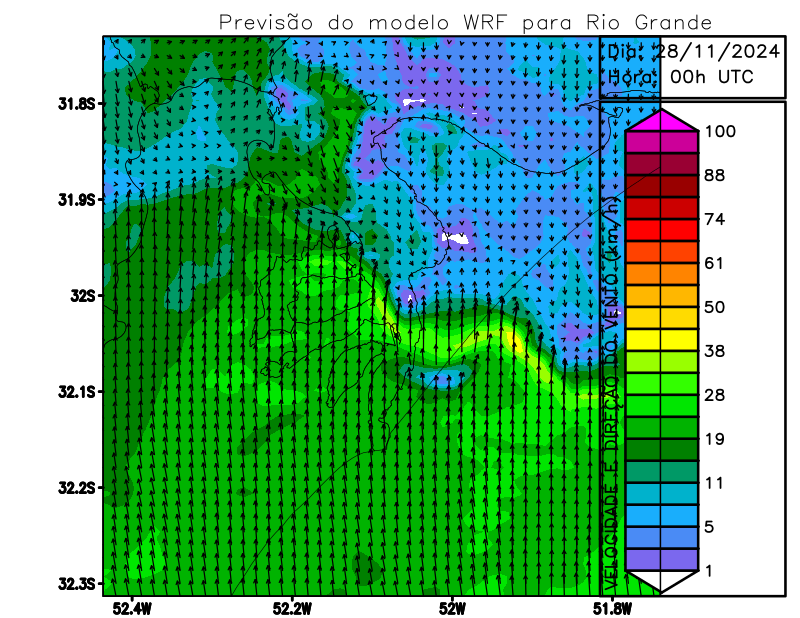 Previsão do modelo WRF para Rio Grande
Dia: 28/11/2024
Hora: 00h UTC
31.8S
31.9S
32S
32.1S
32.2S
32.3S
52.4W
52.2W
52W
51.8W
VELOCIDADE E DIREÇÃO DO VENTO (km/h)
100
88
74
61
50
38
28
19
11
5
1